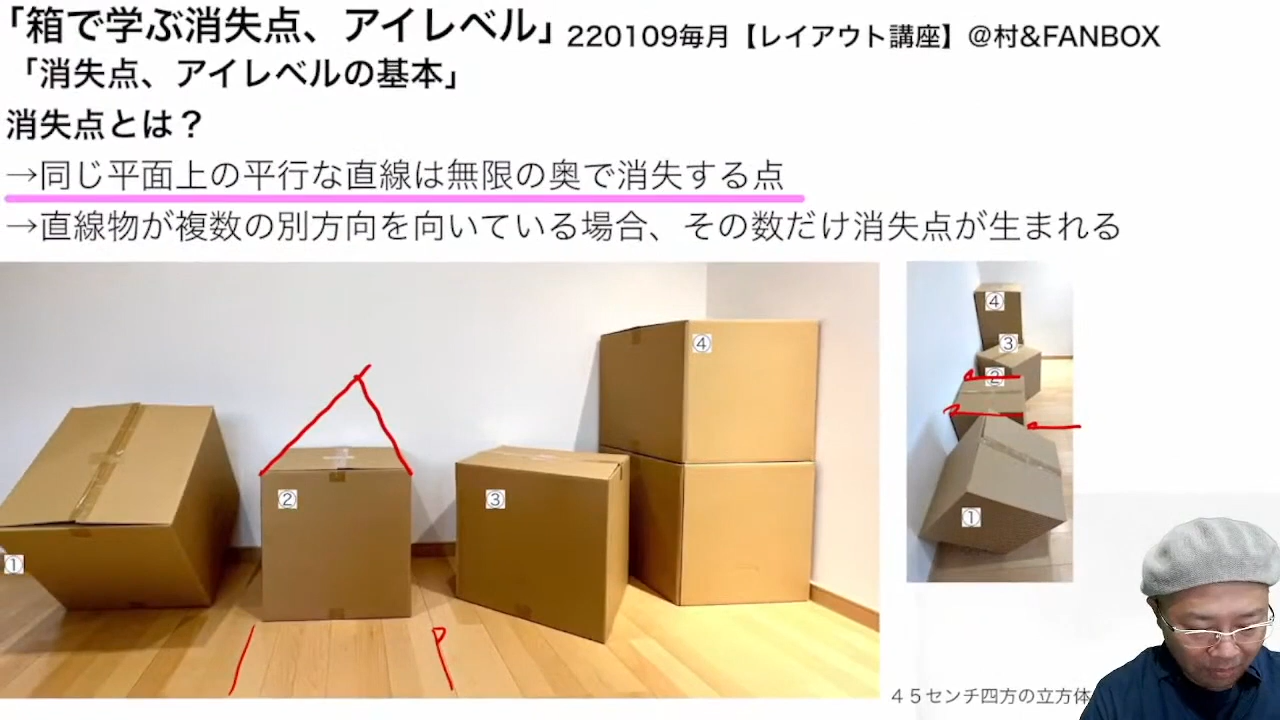 「箱で学ぶ消失点、アイレベル」220109毎月【レイアウト講座】@村&FANBOX
「消失点、アイレベルの基本」
消失点とは？
→同じ平面上の平行な直線は無限の奥で消失する点
→直線物が複数の別方向を向いている場合、その数だけ消失点が生まれる
①
②
③
④
④
③
②
①
４５センチ四方の立方体